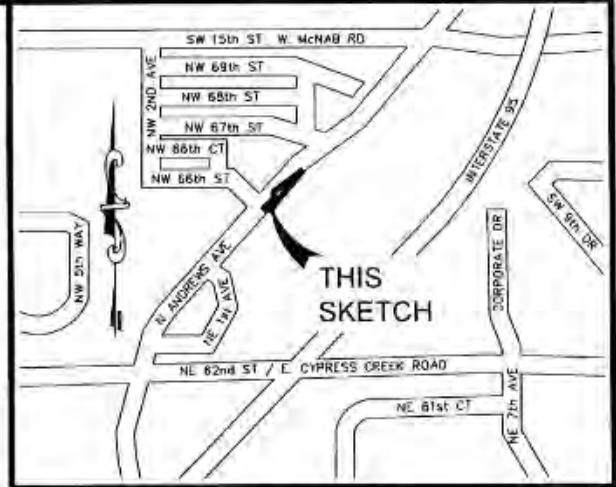 SW 15th ST W. McNAB RD
NW 69th ST
NW 68th ST
NW 67th ST
NW 66th CT
NW 66th ST
NW 2ND AVE
INTERSTATE 95
SW 9th DR
NW 5th WAY
N ANDREWS AVE
NE 1ST AVE
THIS
SKETCH
CORPORATE DR
NE 62nd ST / E. CYPRESS CREEK ROAD
NE 61st CT
NE 7th AVE